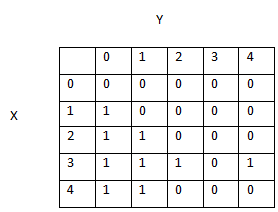 Y
0 1 2 3 4
0 0 0 0 0 0
X
1 1 0 0 0 0
2 1 1 0 0 0
3 1 1 1 0 1
4 1 1 0 0 0